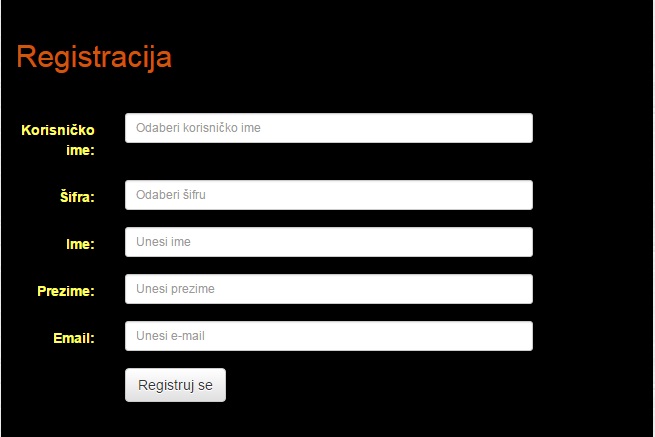 Registracija
Korisničko
ime:
Odaberi korisničko ime
Šifra:
Odaberi šifru
Ime:
Unesi ime
Prezime:
Unesi prezime
Email:
Unesi e-mail
Registruj se